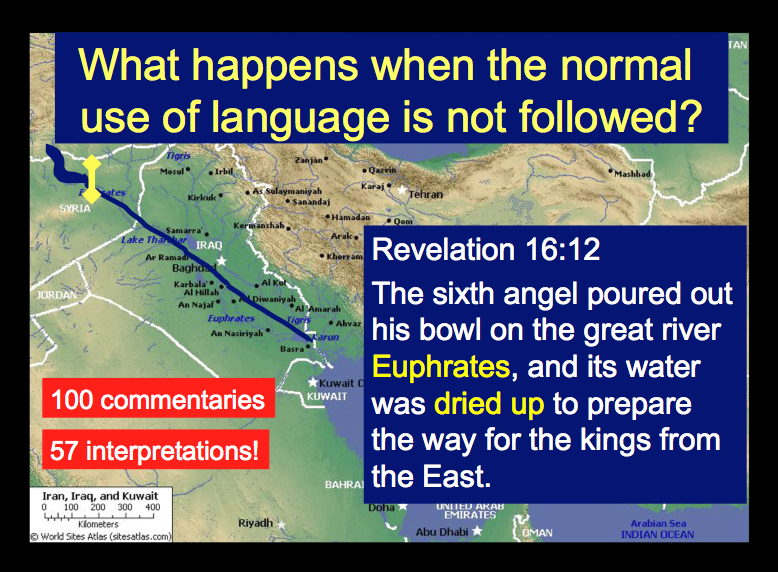 What happens when the normal
use of language is not followed?
TAN
Tigris
Mosul
Irbil
Zanjan
Qazvin
Karaj
Tehran
Mashhad
SYRIA
Kirkuk
As Sulaymaniyah
Sanandaj
Hamadan
Qom
Kermanshah
Arak
Samarra'
Lake Tharthar
IRAQ
Khorram
Ar Ramadi
Baghdad
JORDAN
Karbala'
Al Kut
Al Hillah
Ad Diwaniyah
An Najaf
Al 'Amarah
Euphrates
Tigris
Ahvaz
An Nasiriyah
Karun
Basra
Kuwait C
KUWAIT
Revelation 16:12
The sixth angel poured out
his bowl on the great river
Euphrates, and its water
was dried up to prepare
the way for the kings from
the East.
100 commentaries
57 interpretations!
BAHRAI
Iran, Iraq, and Kuwait
0 100 200 300 400
Kilometers
© World Sites Atlas (sitesatlas.com)
Riyadh
Doha
UNITED ARAB
EMIRATES
Abu Dhabi
OMAN
Arabian Sea
INDIAN OCEAN